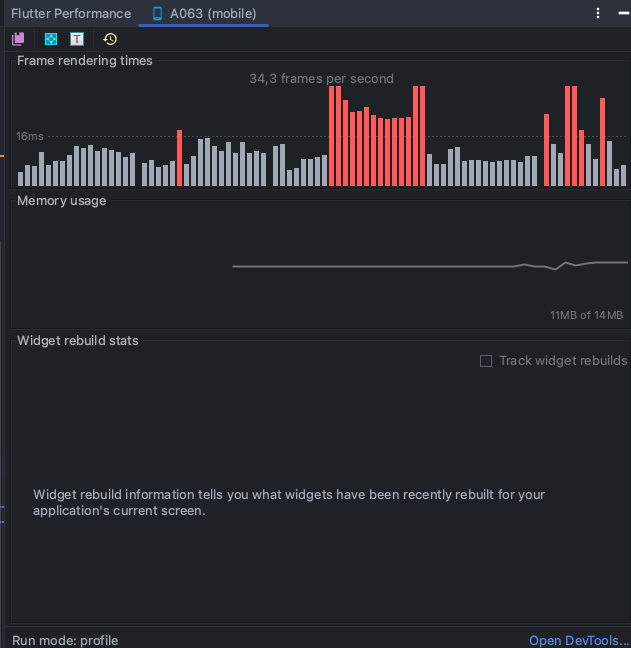 Flutter Performance
A063 (mobile)
T
Frame rendering times
34,3 frames per second
16ms
Memory usage
11MB of 14MB
Widget rebuild stats
Track widget rebuilds
Widget rebuild information tells you what widgets have been recently rebuilt for your
application's current screen.
Run mode: profile
Open DevTools...